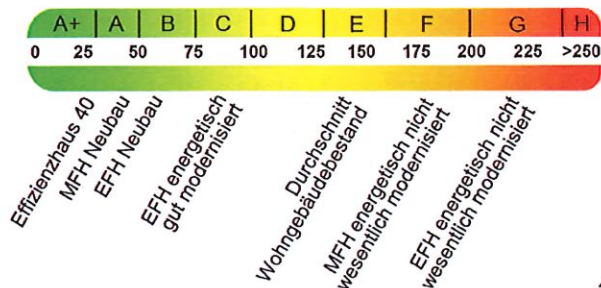 A+ A B C D E F G H
0 25 50 75 100 125 150 175 200 225 >250
Effizienzhaus 40
MFH Neubau
EFH Neubau
EFH energetisch
gut modernisiert
Durchschnitt
Wohngebäudebestand
MFH energetisch nicht
wesentlich modernisiert
EFH energetisch nicht
wesentlich modernisiert